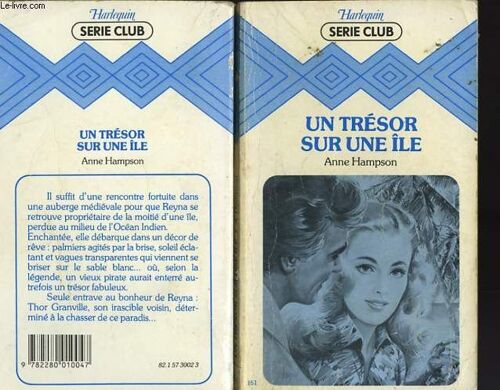 Le-livre.com
Harlequin
SERIE CLUB
UN TRÉSOR
SUR UNE ÎLE
Anne Hampson
Il suffit d'une rencontre fortuite dans
une auberge médiévale pour que Reyna se
retrouve propriétaire de la moitié d'une île,
perdue au milieu de l'Océan Indien.
Enchantée, elle débarque dans un décor de
rêve : palmiers agités par la brise, soleil écla-
tant et vagues transparentes qui viennent se
briser sur le sable blanc... où, selon la
légende, un vieux pirate aurait enterré au-
trefois un trésor fabuleux.
Seule entrave au bonheur de Reyna :
Thor Granville, son irascible voisin, déter-
miné à la chasser de ce paradis...
9 782280 010047
82.1 57 3902 3
Harlequin
SERIE CLUB
UN TRÉSOR
SUR UNE ÎLE
Anne Hampson
161